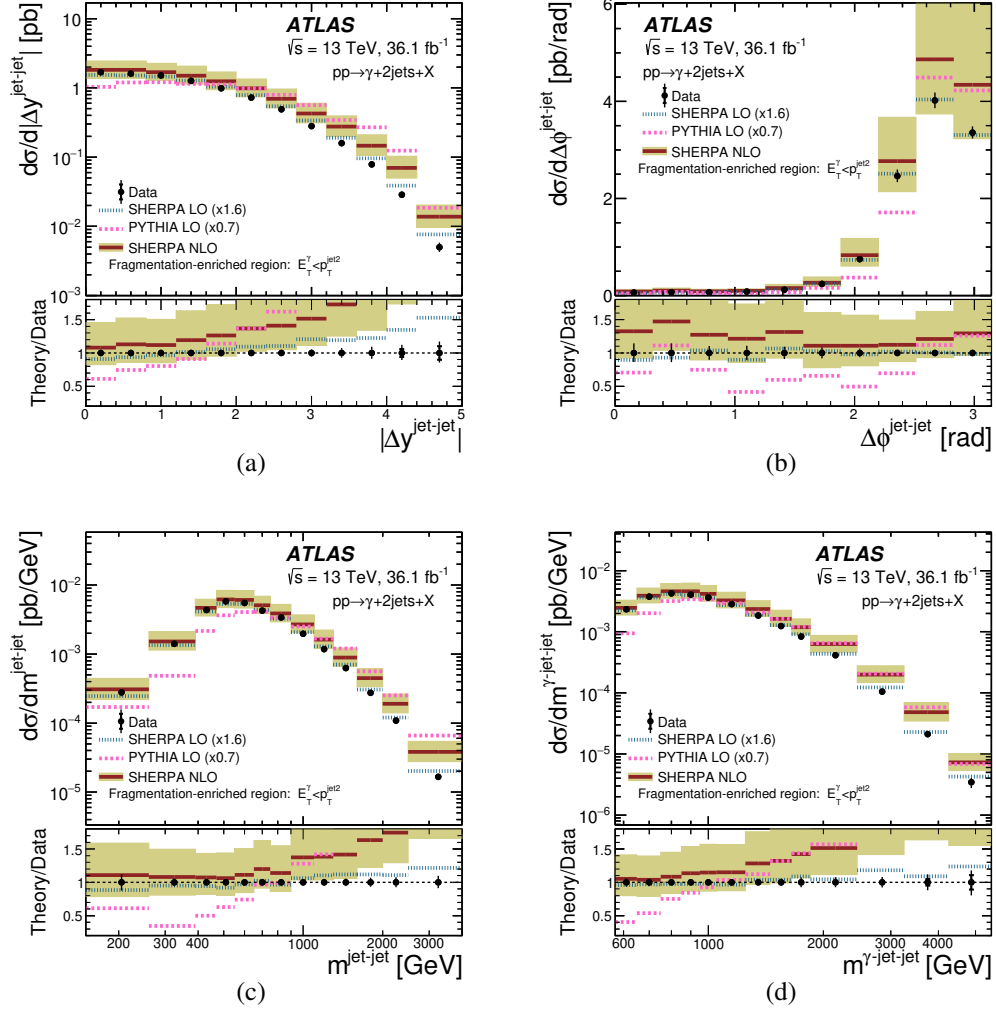 ATLAS
√s = 13 TeV, 36.1 fb⁻¹
pp→γ+2jets+X
dσ/d|Δy^jet-jet| [pb]
10
1
10⁻¹
10⁻²
10⁻³
Data
SHERPA LO (x1.6)
PYTHIA LO (x0.7)
SHERPA NLO
Fragmentation-enriched region: E_T^γ<p_T^jet2
Theory/Data
10
1.5
1
0.5
0 1 2 3 4 5
|Δy^jet-jet|
(a)
ATLAS
√s = 13 TeV, 36.1 fb⁻¹
pp→γ+2jets+X
dσ/dΔϕ^jet-jet [pb/rad]
6
4
2
0
Data
SHERPA LO (x1.6)
PYTHIA LO (x0.7)
SHERPA NLO
Fragmentation-enriched region: E_T^γ<p_T^jet2
Theory/Data
1.5
1
0.5
0 1 2 3
Δϕ^jet-jet [rad]
(b)
ATLAS
√s = 13 TeV, 36.1 fb⁻¹
pp→γ+2jets+X
dσ/dm^jet-jet [pb/GeV]
10⁻²
10⁻³
10⁻⁴
10⁻⁵
Data
SHERPA LO (x1.6)
PYTHIA LO (x0.7)
SHERPA NLO
Fragmentation-enriched region: E_T^γ<p_T^jet2
Theory/Data
1.5
1
0.5
200 300 400 1000 2000 3000
m^jet-jet [GeV]
(c)
ATLAS
√s = 13 TeV, 36.1 fb⁻¹
pp→γ+2jets+X
dσ/dm^γ-jet-jet [pb/GeV]
10⁻²
10⁻³
10⁻⁴
10⁻⁵
10⁻⁶
Data
SHERPA LO (x1.6)
PYTHIA LO (x0.7)
SHERPA NLO
Fragmentation-enriched region: E_T^γ<p_T^jet2
Theory/Data
1.5
1
0.5
600 1000 2000 3000 4000
m^γ-jet-jet [GeV]
(d)